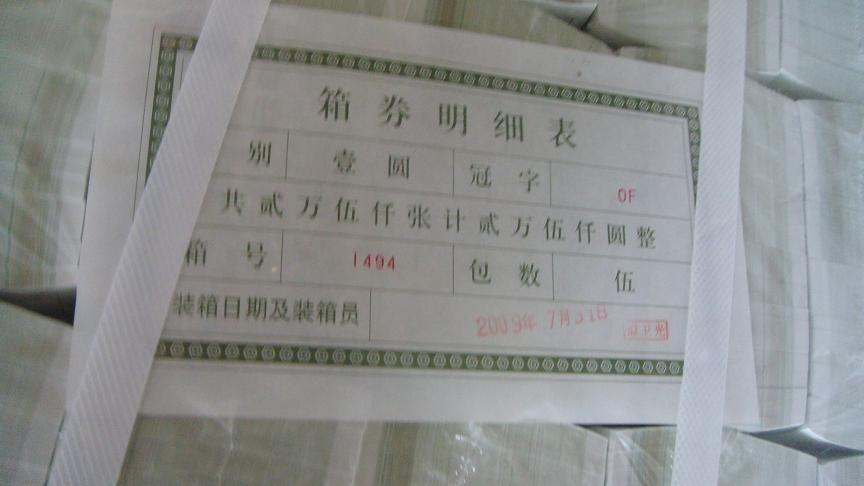 箱券明细表
别 壹圆 冠字 OF
共贰万伍仟张计贰万伍仟圆整
箱号 1494 包数 伍
装箱日期及装箱员 2009年7月31日